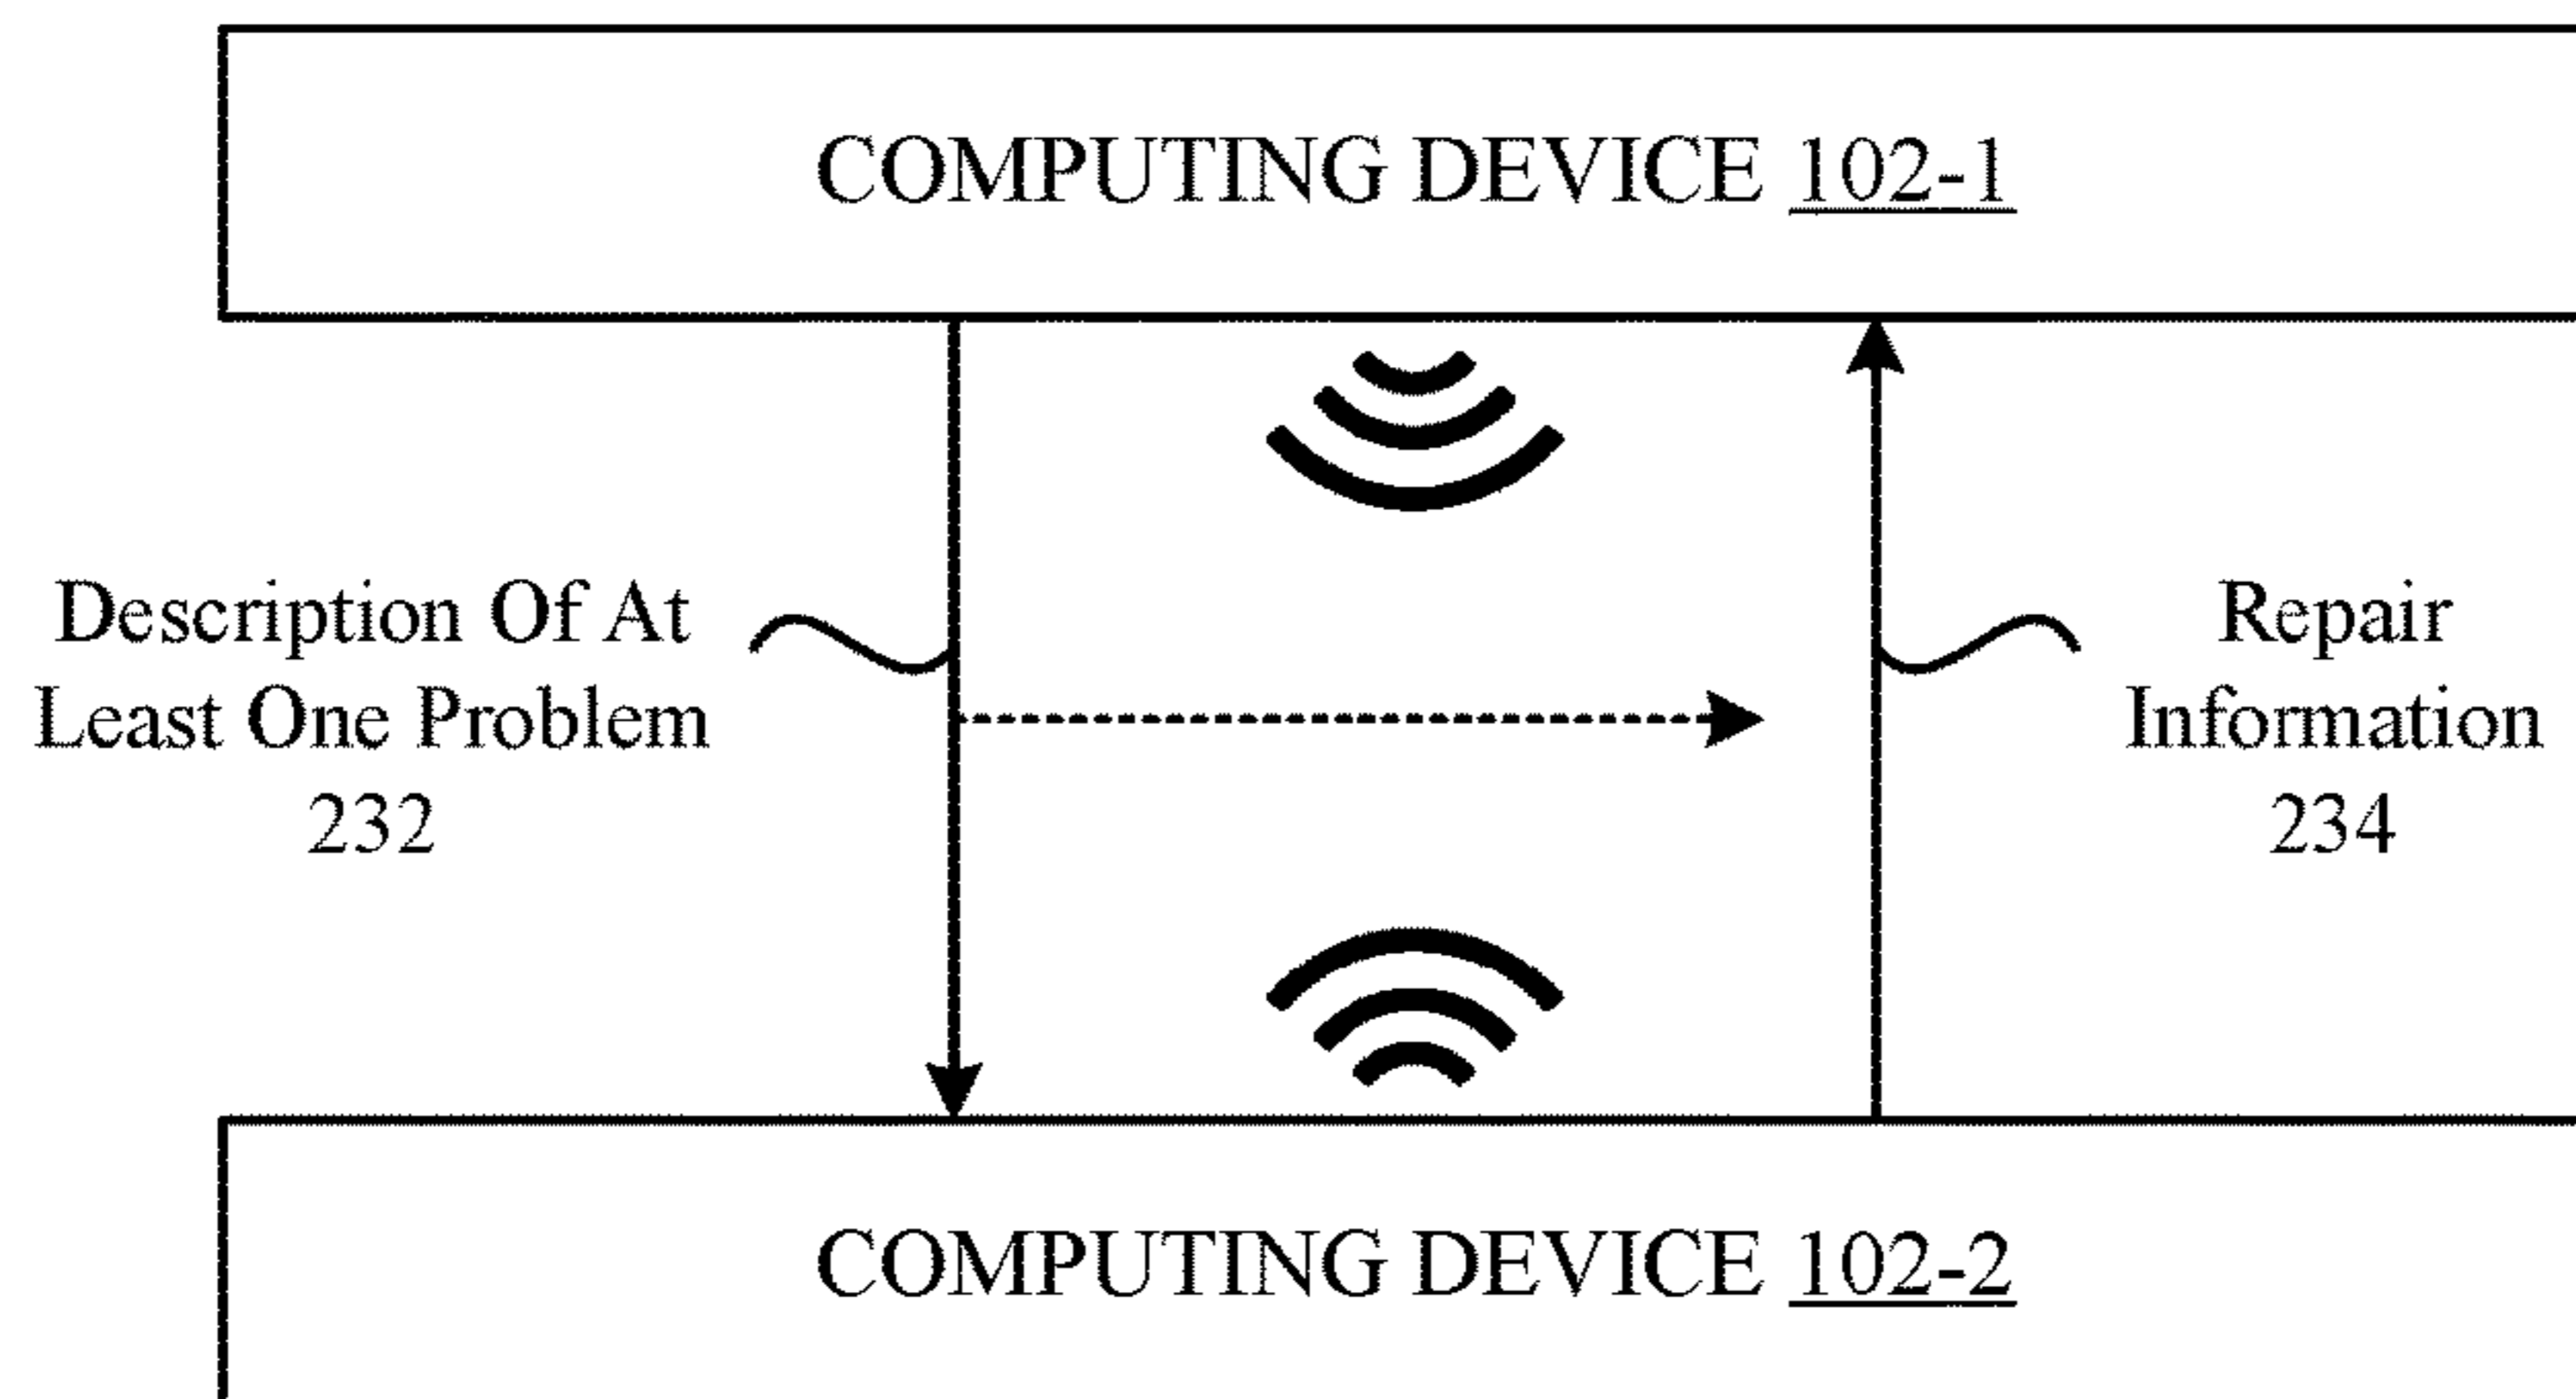 COMPUTING DEVICE 102-1
Description Of At
Least One Problem
232
Repair
Information
234
COMPUTING DEVICE 102-2